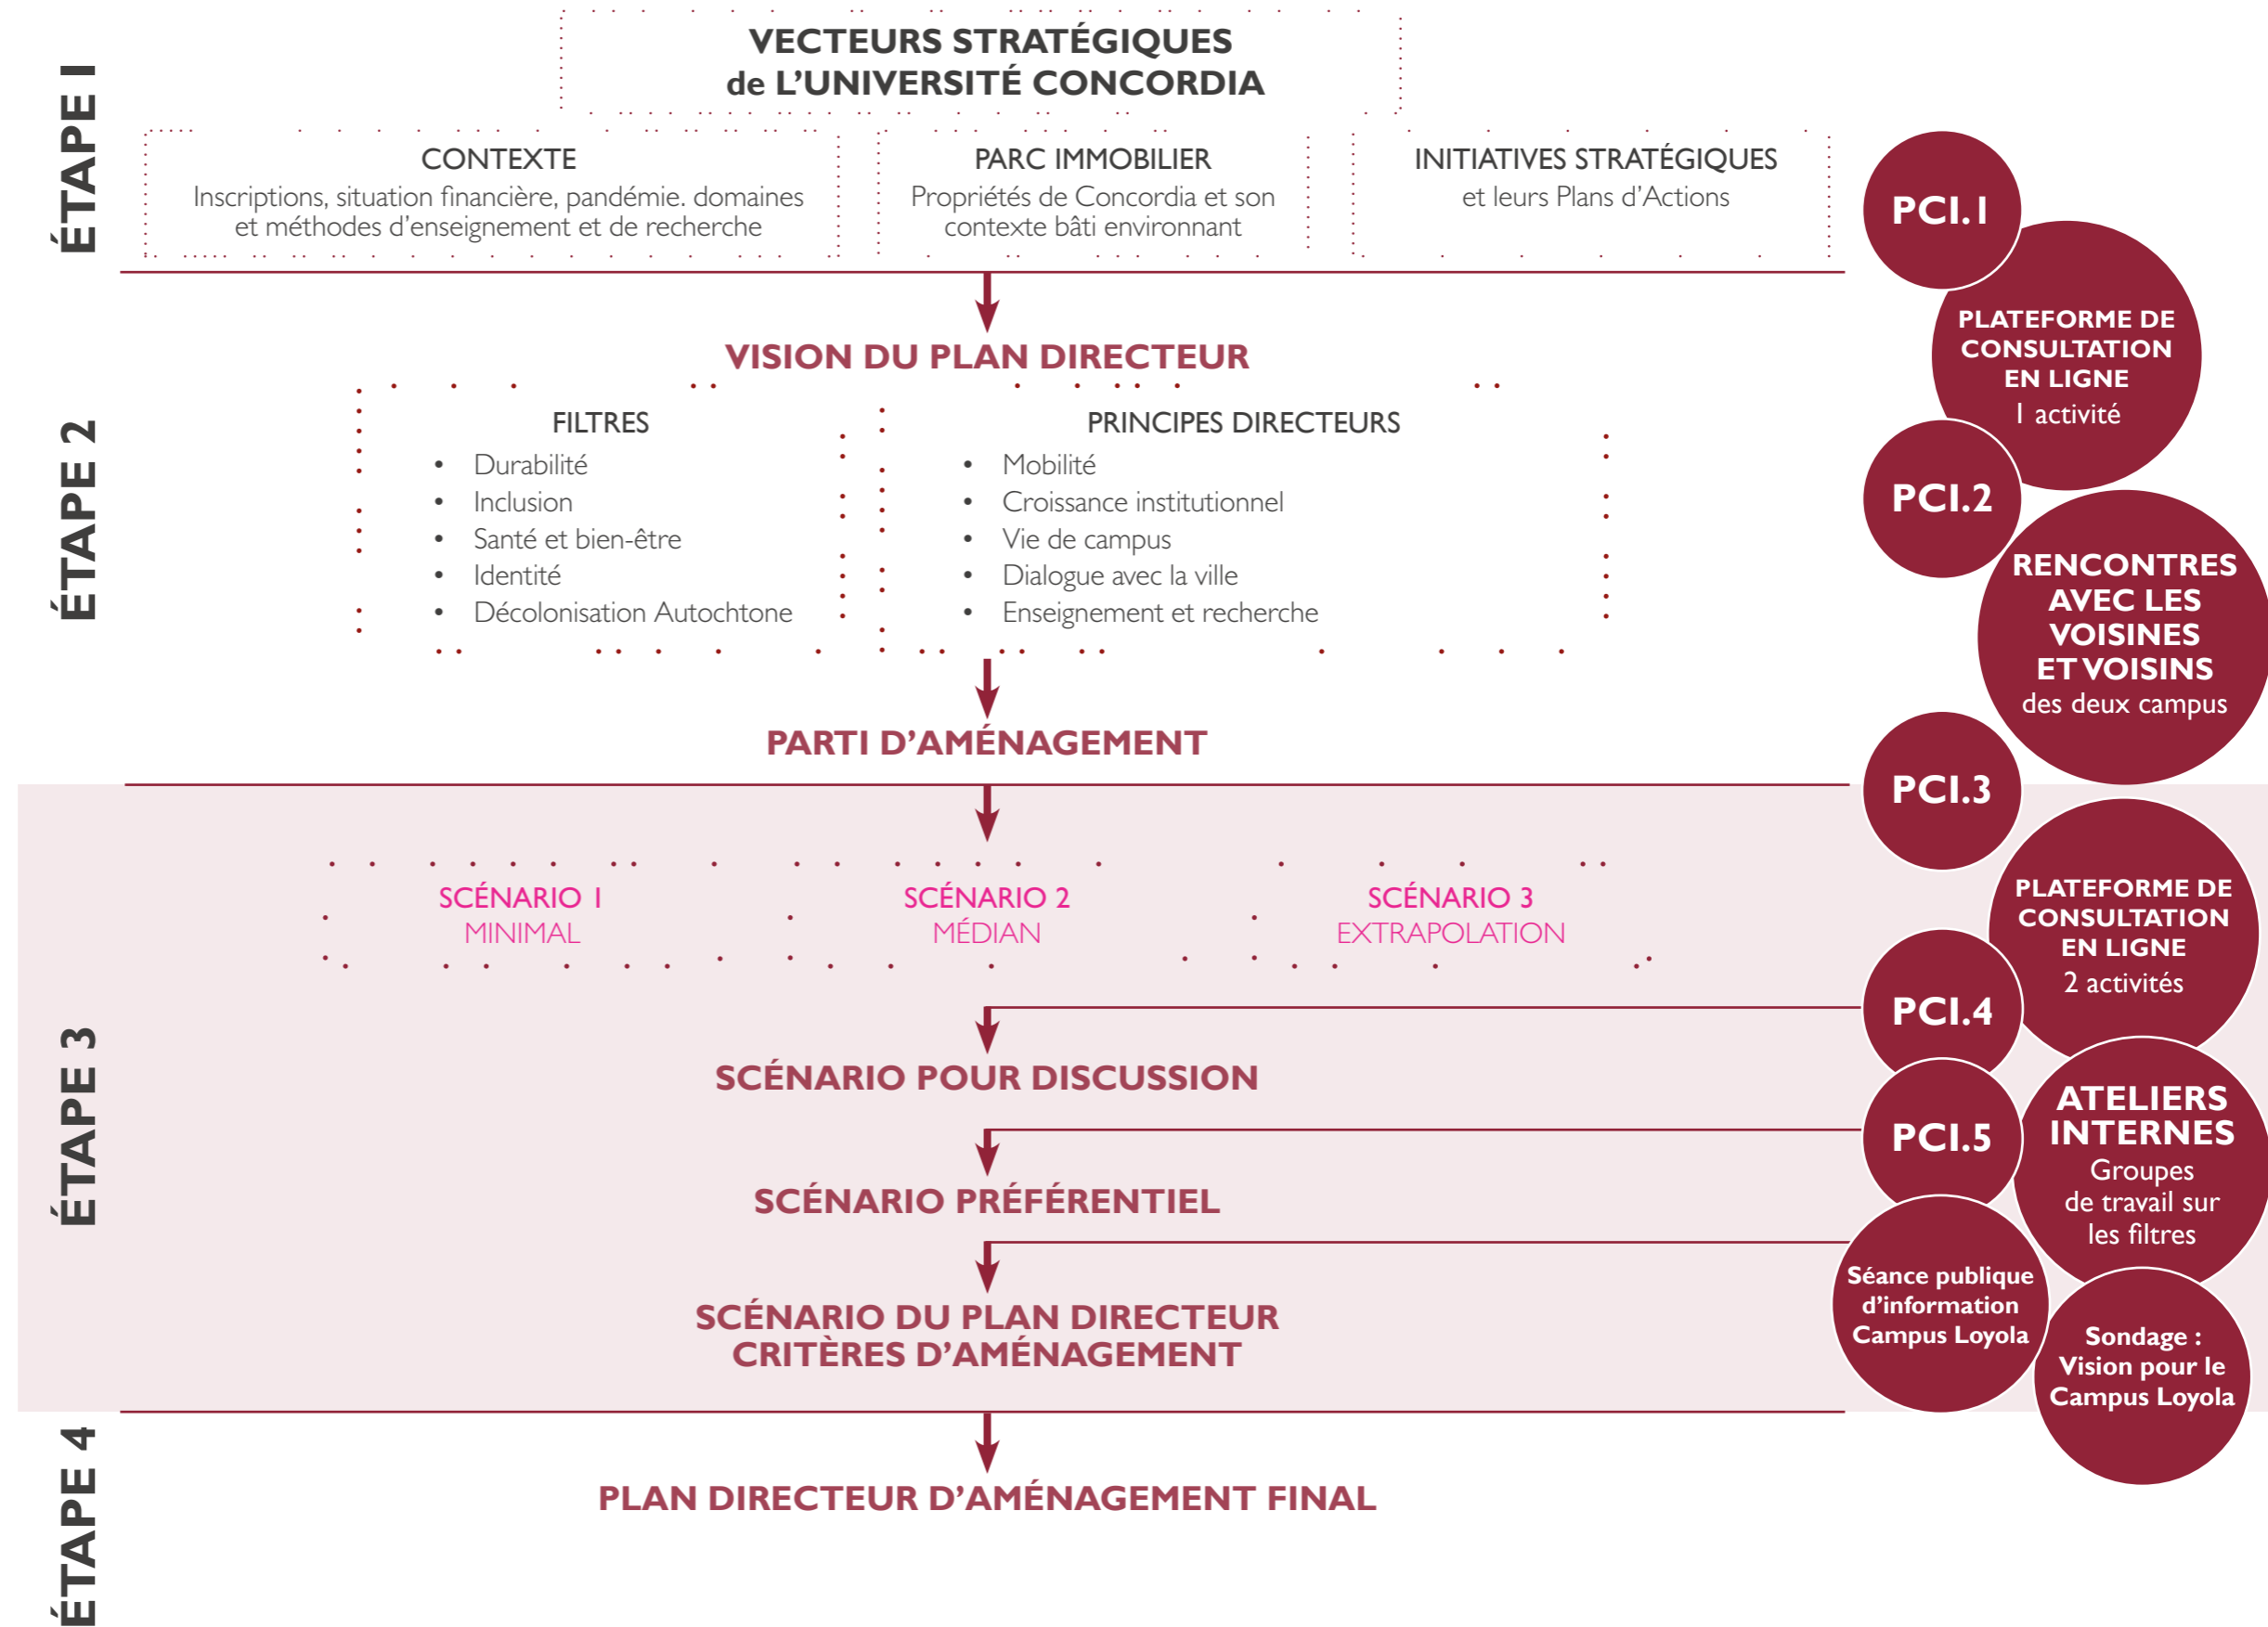 ÉTAPE 1
VECTEURS STRATÉGIQUES
de L'UNIVERSITÉ CONCORDIA
CONTEXTE
Inscriptions, situation financière, pandémie. domaines
et méthodes d'enseignement et de recherche
PARC IMMOBILIER
Propriétés de Concordia et son
contexte bâti environnant
INITIATIVES STRATÉGIQUES
et leurs Plans d'Actions
PCI.1
PLATEFORME DE
CONSULTATION
EN LIGNE
1 activité
ÉTAPE 2
VISION DU PLAN DIRECTEUR
FILTRES
• Durabilité
• Inclusion
• Santé et bien-être
• Identité
• Décolonisation Autochtone
PRINCIPES DIRECTEURS
• Mobilité
• Croissance institutionnel
• Vie de campus
• Dialogue avec la ville
• Enseignement et recherche
PCI.2
RENCONTRES
AVEC LES
VOISINES
ET VOISINS
des deux campus
PARTI D'AMÉNAGEMENT
PCI.3
ÉTAPE 3
SCÉNARIO 1
MINIMAL
SCÉNARIO 2
MÉDIAN
SCÉNARIO 3
EXTRAPOLATION
PLATEFORME DE
CONSULTATION
EN LIGNE
2 activités
PCI.4
SCÉNARIO POUR DISCUSSION
PCI.5
ATELIERS
INTERNES
Groupes
de travail sur
les filtres
SCÉNARIO PRÉFÉRENTIEL
Séance publique
d'information
Campus Loyola
SCÉNARIO DU PLAN DIRECTEUR
CRITÈRES D'AMÉNAGEMENT
Sondage :
Vision pour le
Campus Loyola
ÉTAPE 4
PLAN DIRECTEUR D'AMÉNAGEMENT FINAL